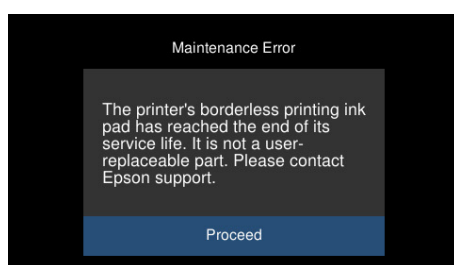 Maintenance Error
The printer's borderless printing ink
pad has reached the end of its
service life. It is not a user-
replaceable part. Please contact
Epson support.
Proceed